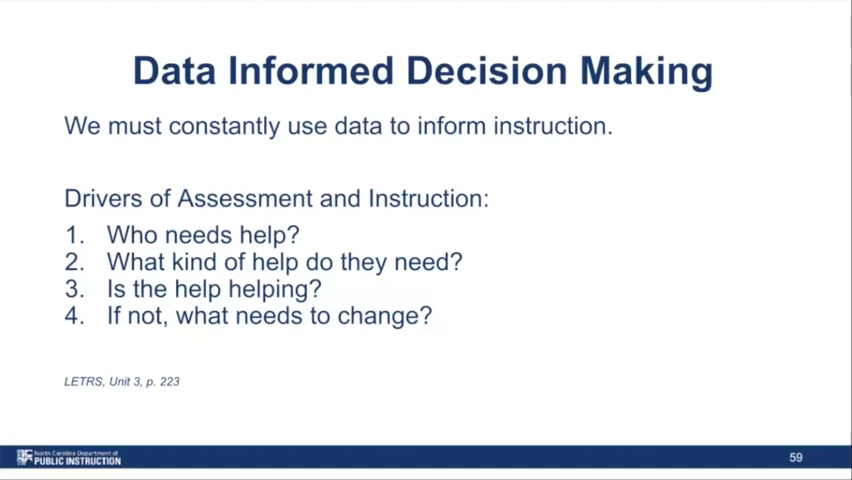 Data Informed Decision Making
We must constantly use data to inform instruction.
Drivers of Assessment and Instruction:
1. Who needs help?
2. What kind of help do they need?
3. Is the help helping?
4. If not, what needs to change?
LETRS, Unit 3, p. 223
North Carolina Department of
PUBLIC INSTRUCTION
59